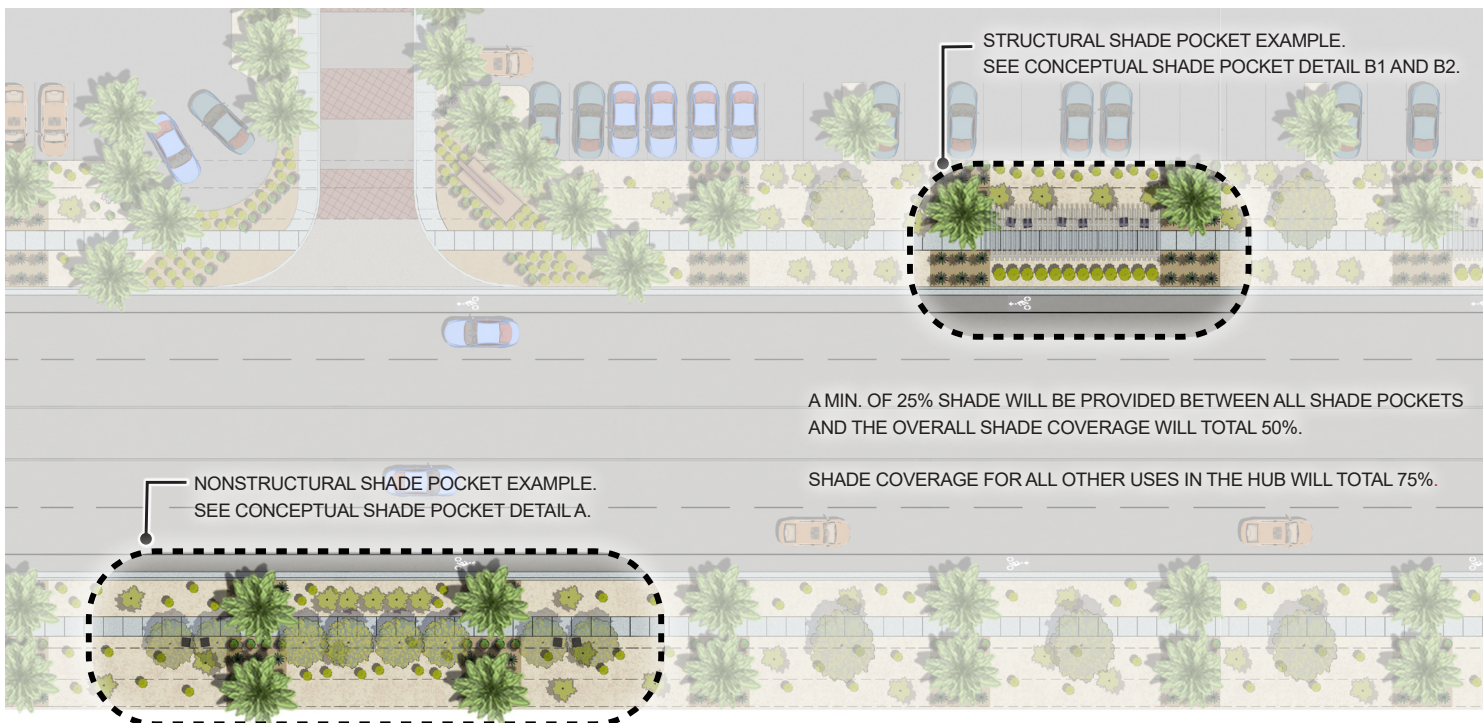 STRUCTURAL SHADE POCKET EXAMPLE.
SEE CONCEPTUAL SHADE POCKET DETAIL B1 AND B2.
A MIN. OF 25% SHADE WILL BE PROVIDED BETWEEN ALL SHADE POCKETS
AND THE OVERALL SHADE COVERAGE WILL TOTAL 50%.
SHADE COVERAGE FOR ALL OTHER USES IN THE HUB WILL TOTAL 75%.
NONSTRUCTURAL SHADE POCKET EXAMPLE.
SEE CONCEPTUAL SHADE POCKET DETAIL A.